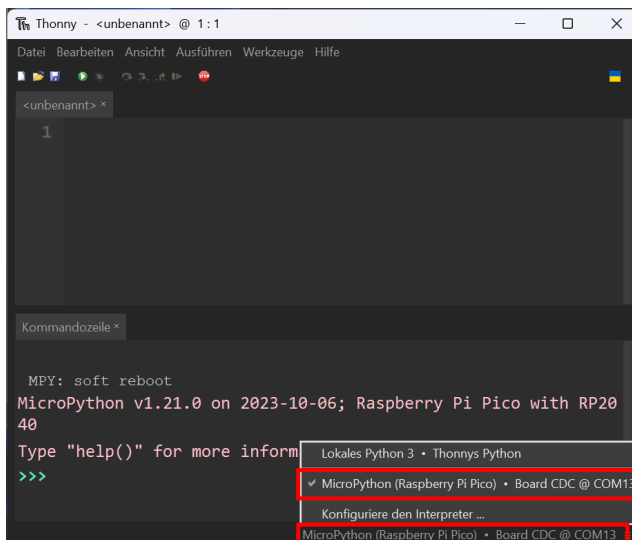 Thonny - <unbenannt> @ 1:1
Datei Bearbeiten Ansicht Ausführen Werkzeuge Hilfe
STOP
<unbenannt> ×
1
Kommandozeile ×
MPY: soft reboot
MicroPython v1.21.0 on 2023-10-06; Raspberry Pi Pico with RP20
40
Type "help()" for more inform
>>>
Lokales Python 3 • Thonnys Python
✓ MicroPython (Raspberry Pi Pico) • Board CDC @ COM13
Konfiguriere den Interpreter ...
MicroPython (Raspberry Pi Pico) • Board CDC @ COM13